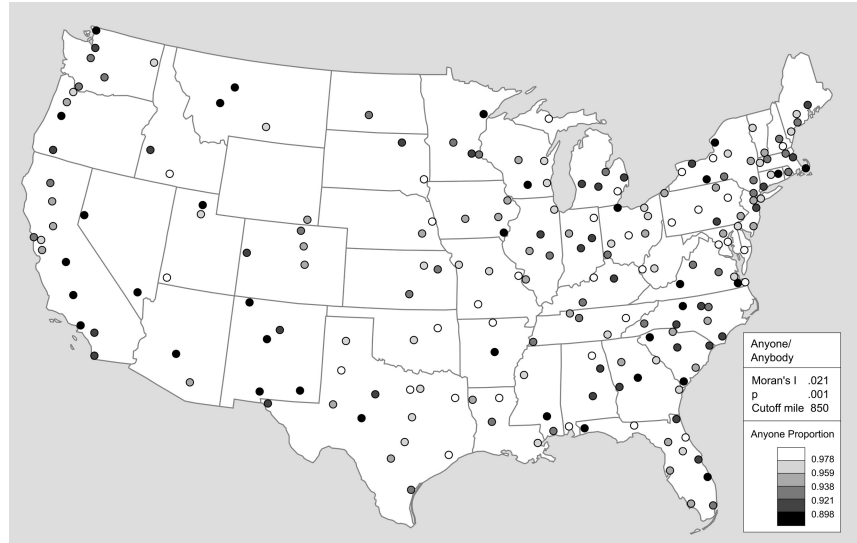 Anyone/
Anybody
Moran's I .021
p .001
Cutoff mile 850
Anyone Proportion
0.978
0.959
0.938
0.921
0.898